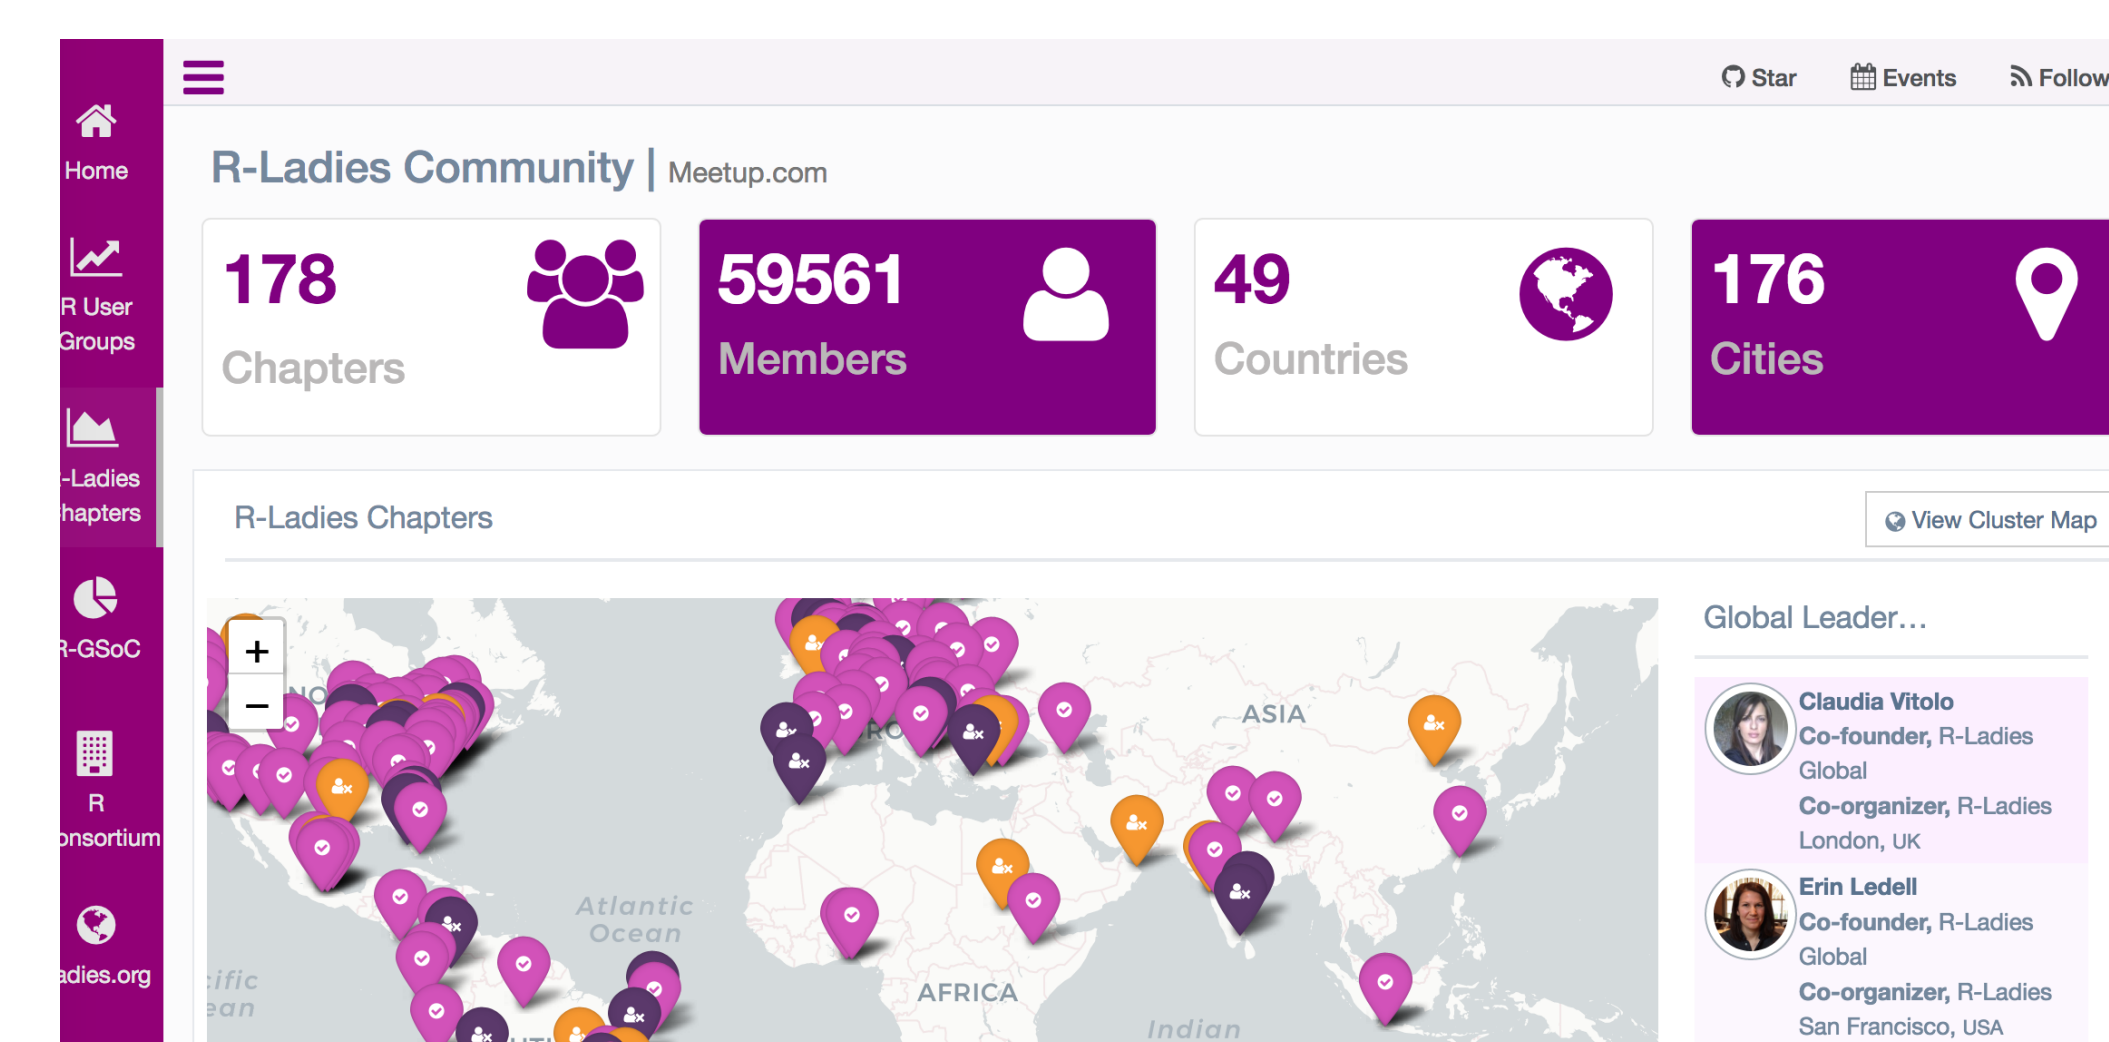 Home
R User
Groups
-Ladies
hapters
R-GSoC
R
onsortium
adies.org
Star
Events
Follow
R-Ladies Community | Meetup.com
178
Chapters
59561
Members
49
Countries
176
Cities
R-Ladies Chapters
View Cluster Map
+
−
NO
ASIA
Atlantic
Ocean
AFRICA
Indian
cific
ean
Global Leader...
Claudia Vitolo
Co-founder, R-Ladies
Global
Co-organizer, R-Ladies
London, UK
Erin Ledell
Co-founder, R-Ladies
Global
Co-organizer, R-Ladies
San Francisco, USA